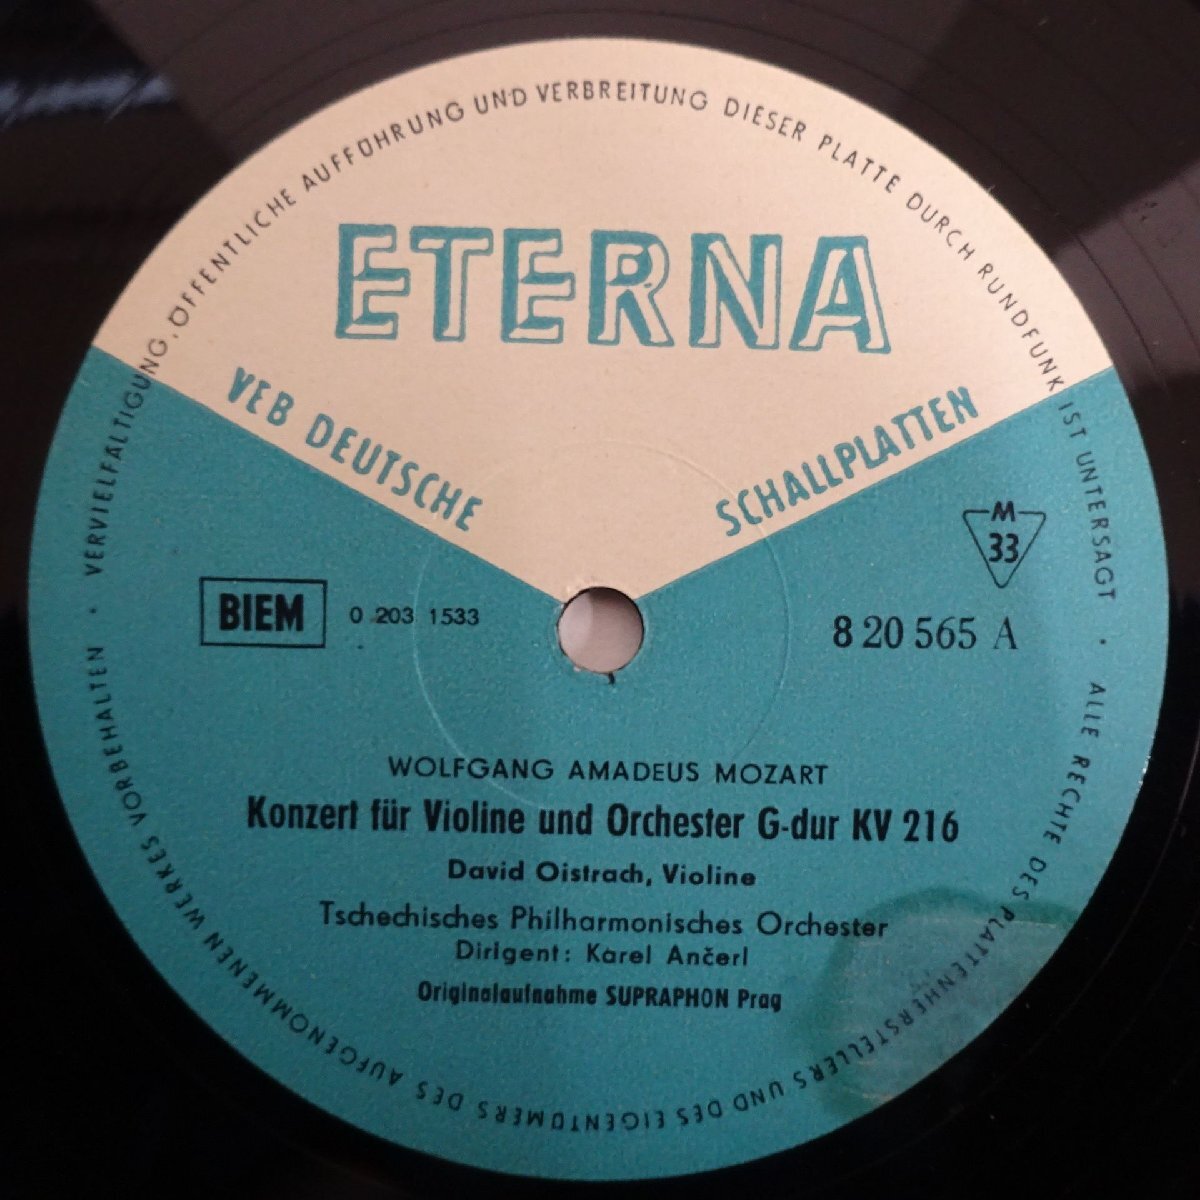 VERVIELFÄLTIGUNG, ÖFFENTLICHE AUFFÜHRUNG UND VERBREITUNG DIESER PLATTE DURCH RUNDFUNK IST UNTERSAGT · ALLE RECHTE DES PLATTENHERSTELLERS UND DES EIGENTÜMERS DES AUFGENOMMENEN WERKES VORBEHALTEN ·
ETERNA
VEB DEUTSCHE SCHALLPLATTEN
M
33
BIEM 0 203 1533
8 20 565 A
WOLFGANG AMADEUS MOZART
Konzert für Violine und Orchester G-dur KV 216
David Oistrach, Violine
Tschechisches Philharmonisches Orchester
Dirigent: Karel Ančerl
Originalaufnahme SUPRAPHON Prag